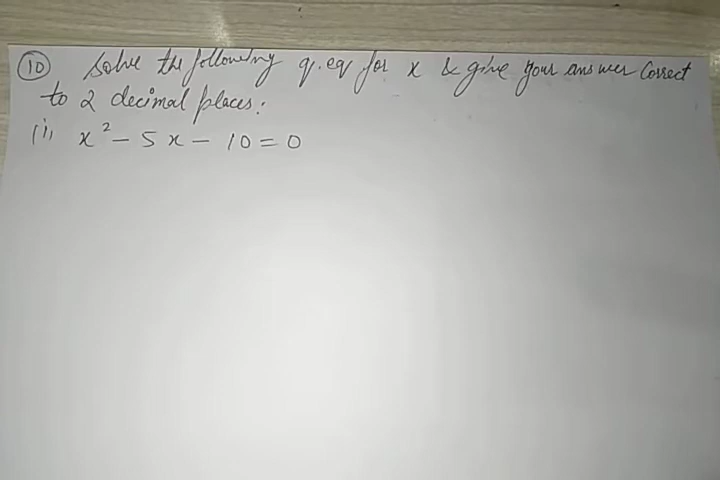 (10) Solve the following q. eq for x & give your answer correct
to 2 decimal places:
(i) x² - 5x - 10 = 0